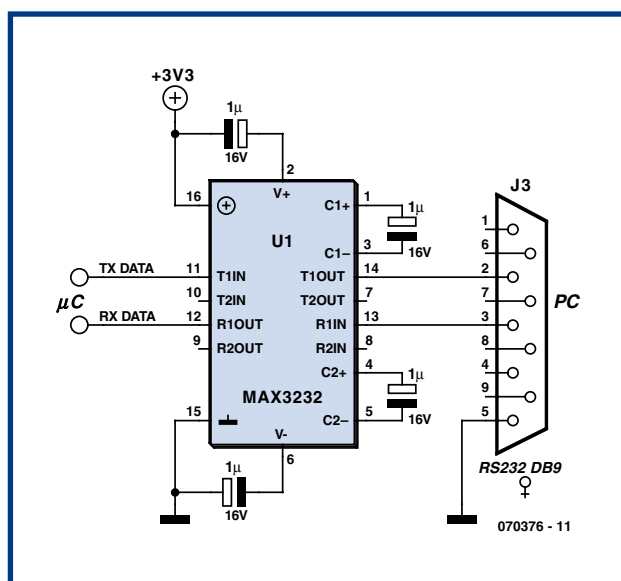 +3V3
1µ
16V
2
V+
16
1
C1+
1µ
J3
U1
C1–
3
16V
1
6
TX DATA
11
T1IN
T1OUT
14
2
µC
10
T2IN
T2OUT
7
7
PC
RX DATA
12
R1OUT
R1IN
13
3
9
R2OUT
R2IN
8
8
C2+
4
1µ
4
MAX3232
9
15
C2–
5
16V
5
V-
6
1µ
16V
RS232 DB9
070376 - 11